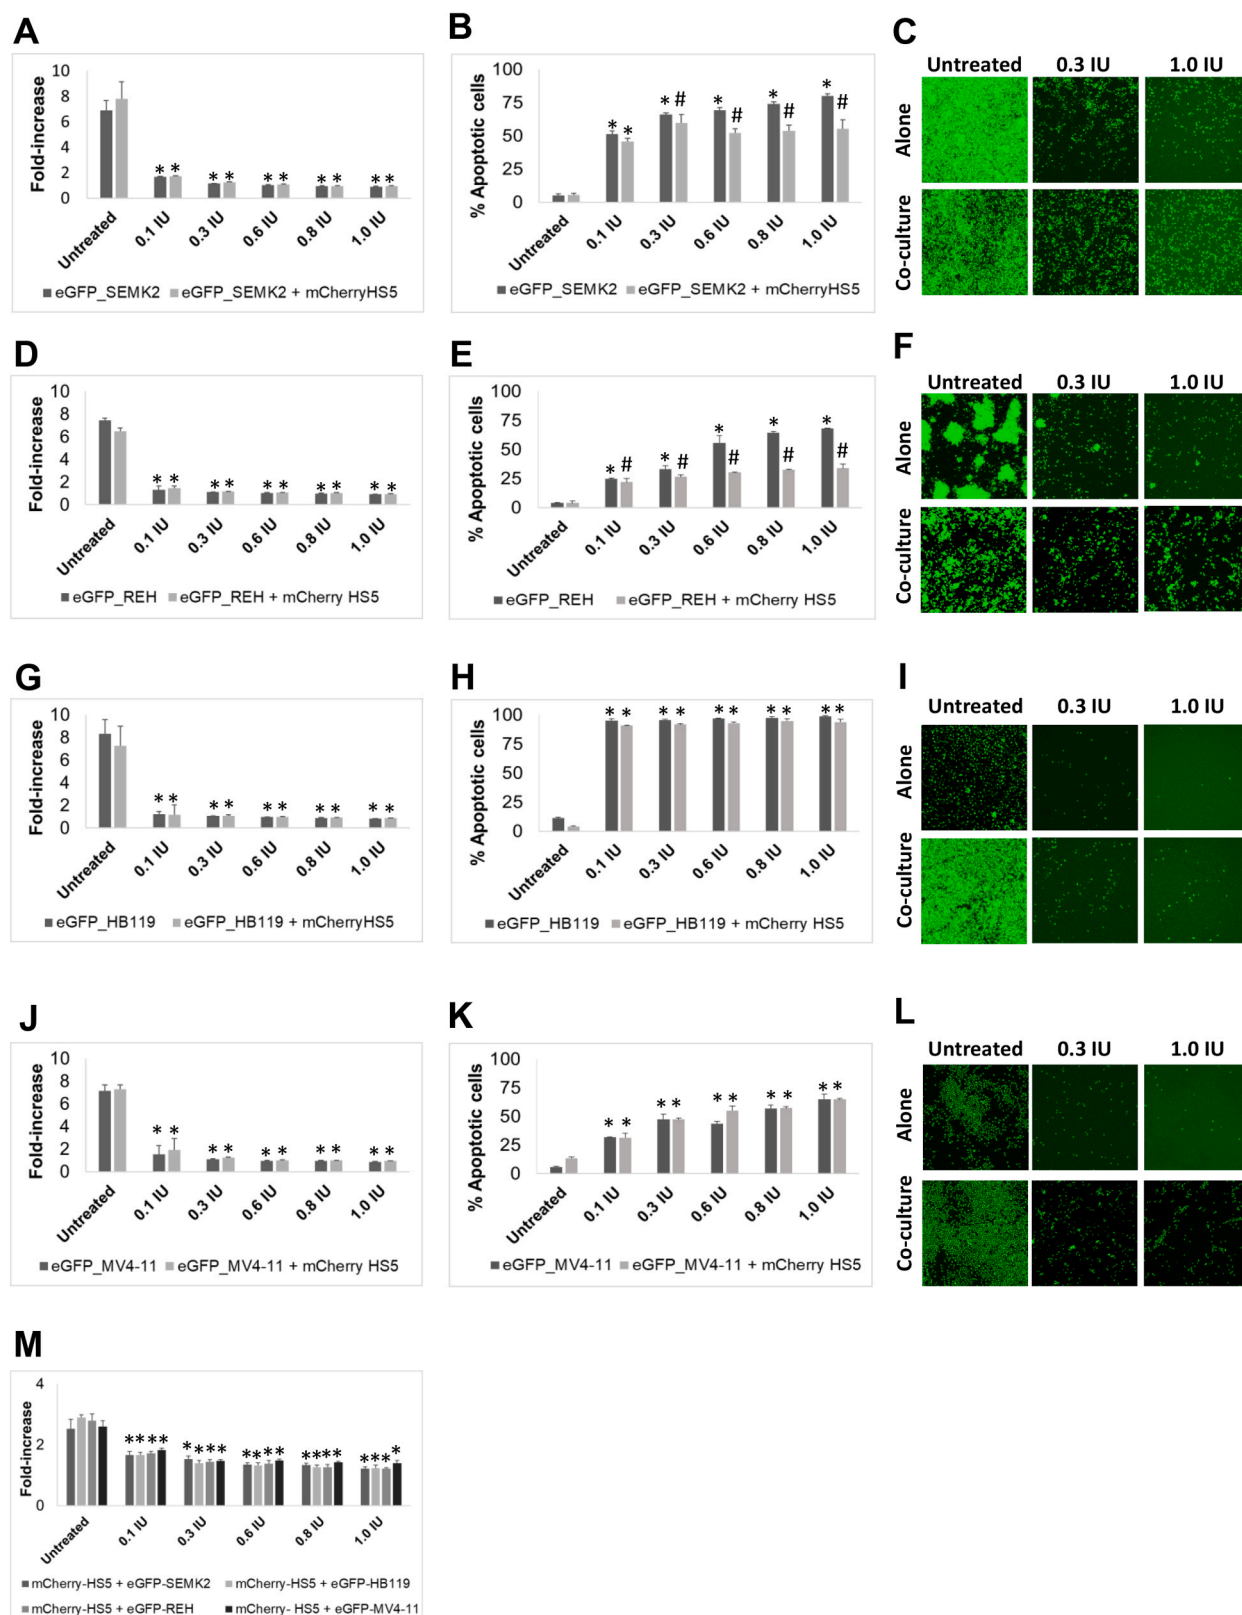 A
Fold-increase
10
8
6
4
2
0
* * * * * * * * * *
Untreated
0.1 IU
0.3 IU
0.6 IU
0.8 IU
1.0 IU
eGFP_SEMK2
eGFP_SEMK2 + mCherryHS5
B
% Apoptotic cells
100
75
50
25
0
* * * # * # * # * #
Untreated
0.1 IU
0.3 IU
0.6 IU
0.8 IU
1.0 IU
eGFP_SEMK2
eGFP_SEMK2 + mCherryHS5
C
Untreated 0.3 IU 1.0 IU
Alone
Co-culture
D
Fold-increase
10
8
6
4
2
0
* * * * * * * * * *
Untreated
0.1 IU
0.3 IU
0.6 IU
0.8 IU
1.0 IU
eGFP_REH
eGFP_REH + mCherry HS5
E
% Apoptotic cells
100
75
50
25
0
* # * # * # * # * #
Untreated
0.1 IU
0.3 IU
0.6 IU
0.8 IU
1.0 IU
eGFP_REH
eGFP_REH + mCherry HS5
F
Untreated 0.3 IU 1.0 IU
Alone
Co-culture
G
Fold-increase
10
8
6
4
2
0
* * * * * * * * * *
Untreated
0.1 IU
0.3 IU
0.6 IU
0.8 IU
1.0 IU
eGFP_HB119
eGFP_HB119 + mCherryHS5
H
% Apoptotic cells
100
75
50
25
0
* * * * * * * * * *
Untreated
0.1 IU
0.3 IU
0.6 IU
0.8 IU
1.0 IU
eGFP_HB119
eGFP_HB119 + mCherry HS5
I
Untreated 0.3 IU 1.0 IU
Alone
Co-culture
J
Fold-increase
10
8
6
4
2
0
* * * * * * * * * *
Untreated
0.1 IU
0.3 IU
0.6 IU
0.8 IU
1.0 IU
eGFP_MV4-11
eGFP_MV4-11 + mCherry HS5
K
% Apoptotic cells
100
75
50
25
0
* * * * * * * * * *
Untreated
0.1 IU
0.3 IU
0.6 IU
0.8 IU
1.0 IU
eGFP_MV4-11
eGFP_MV4-11 + mCherry HS5
L
Untreated 0.3 IU 1.0 IU
Alone
Co-culture
M
Fold-increase
4
2
0
**** **** **** **** ****
Untreated
0.1 IU
0.3 IU
0.6 IU
0.8 IU
1.0 IU
mCherry-HS5 + eGFP-SEMK2
mCherry-HS5 + eGFP-HB119
mCherry-HS5 + eGFP-REH
mCherry- HS5 + eGFP-MV4-11